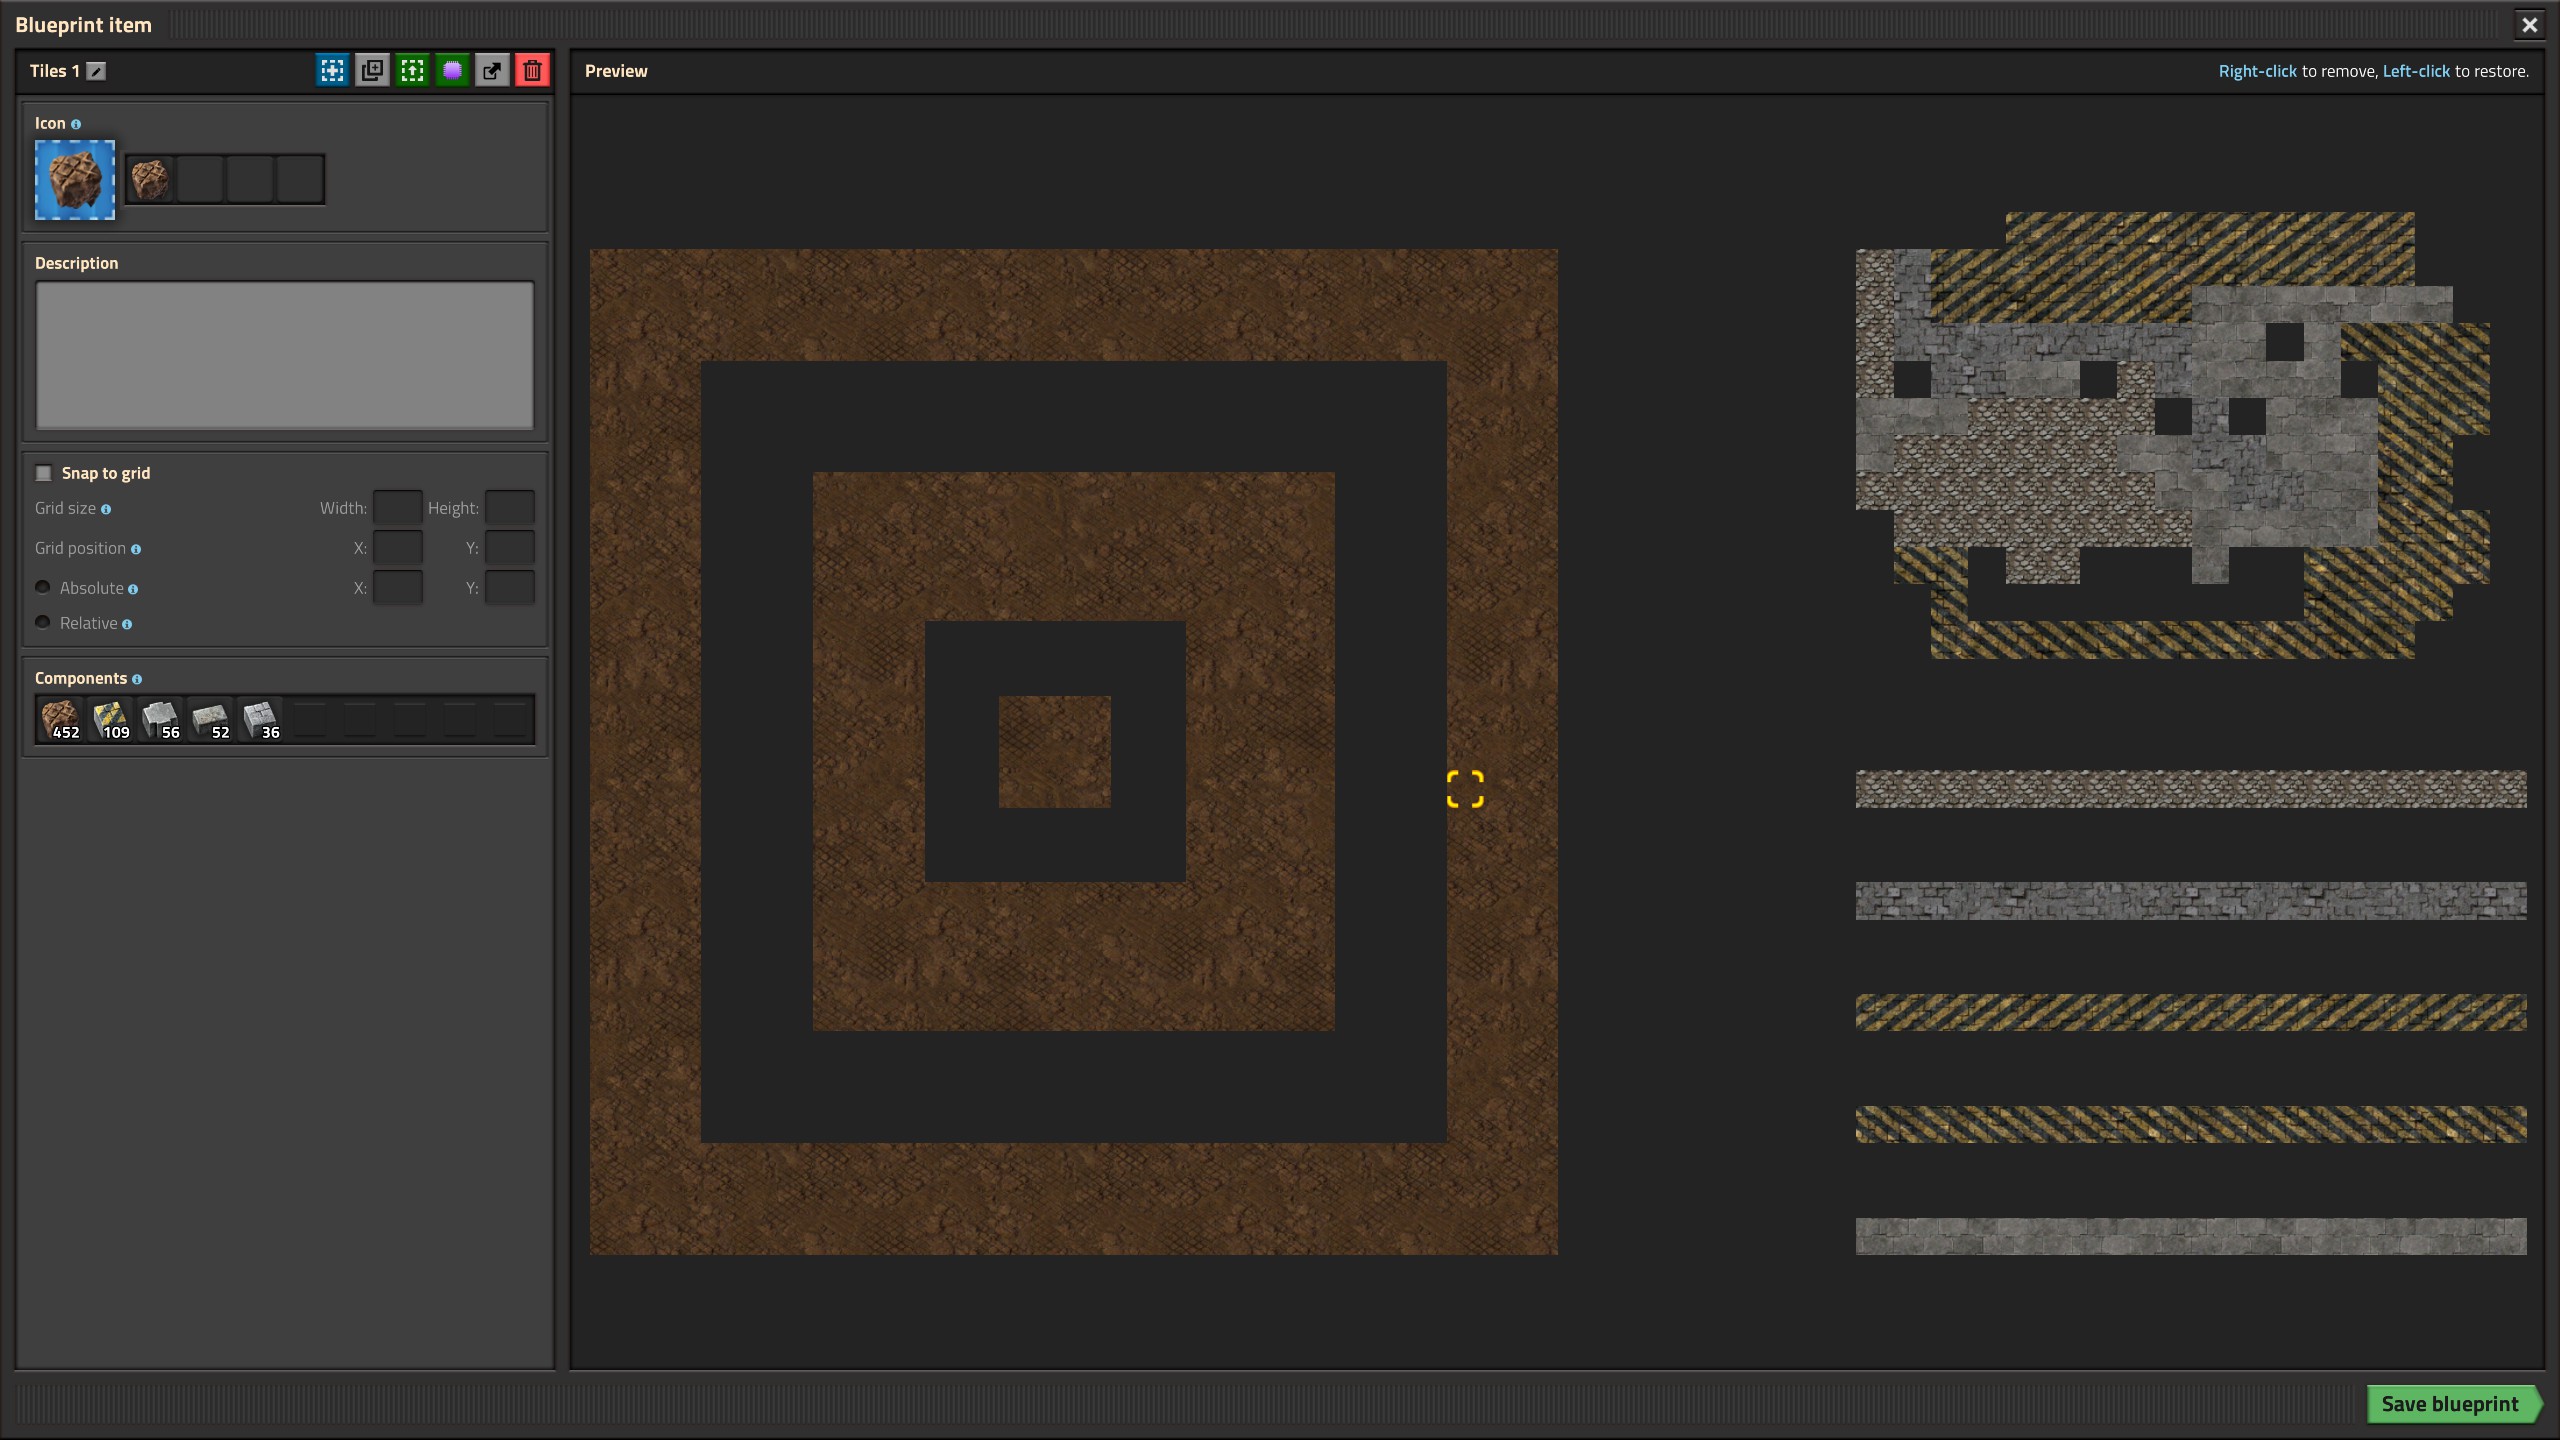 Blueprint item
Tiles 1
Preview
Right-click to remove, Left-click to restore.
Icon
Description
Snap to grid
Grid size Width: Height:
Grid position X: Y:
Absolute X: Y:
Relative
Components
452 109 56 52 36
Save blueprint